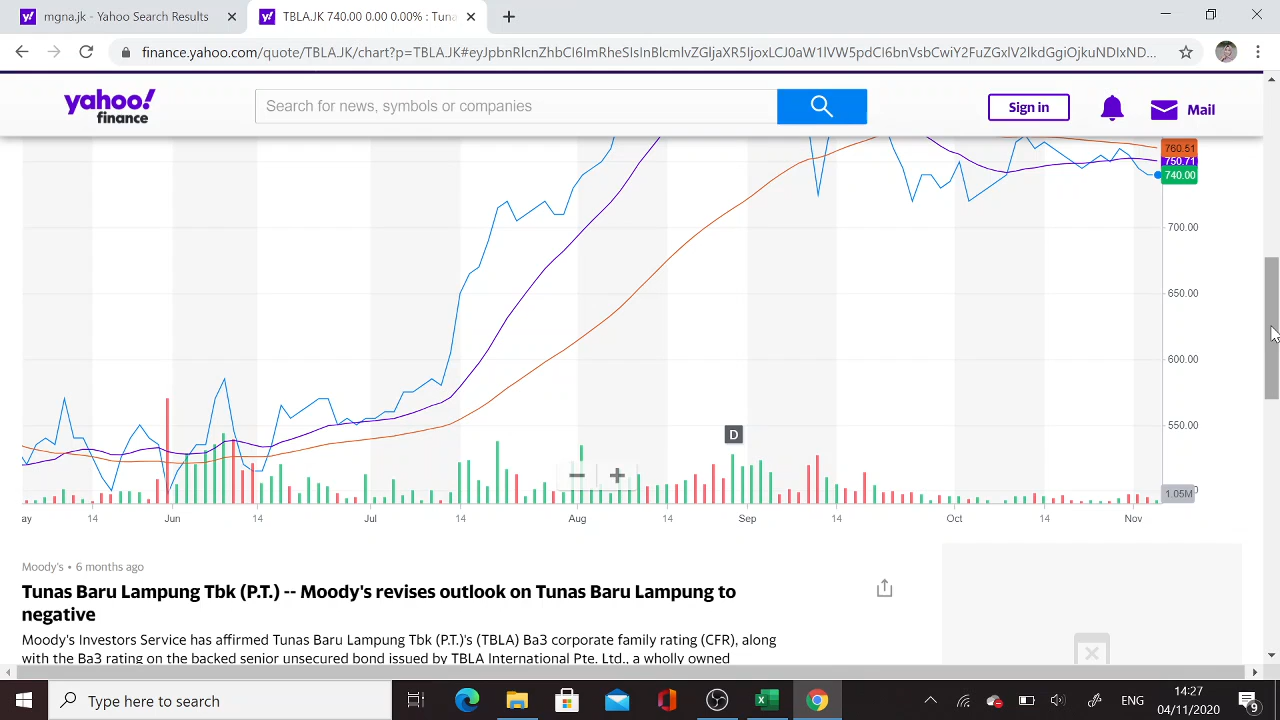 mgna.jk - Yahoo Search Results
TBLA.JK 740.00 0.00 0.00% : Tuna
finance.yahoo.com/quote/TBLA.JK/chart?p=TBLA.JK#eyJpbnRlcnZhbCI6ImRheSIsInBlcmlvZGljaXR5IjoxLCJ0aW1lVW5pdCI6bnVsbCwiY2FuZGxlV2lkdGgiOjkuNDIxND...
yahoo!
finance
Search for news, symbols or companies
Sign in
Mail
760.51
750.71
740.00
700.00
650.00
600.00
550.00
D
1.05M
ay 14 Jun 14 Jul 14 Aug 14 Sep 14 Oct 14 Nov
Moody's • 6 months ago
Tunas Baru Lampung Tbk (P.T.) -- Moody's revises outlook on Tunas Baru Lampung to
negative
Moody's Investors Service has affirmed Tunas Baru Lampung Tbk (P.T.)'s (TBLA) Ba3 corporate family rating (CFR), along
with the Ba3 rating on the backed senior unsecured bond issued by TBLA International Pte. Ltd., a wholly owned
Type here to search
ENG
14:27
04/11/2020
9